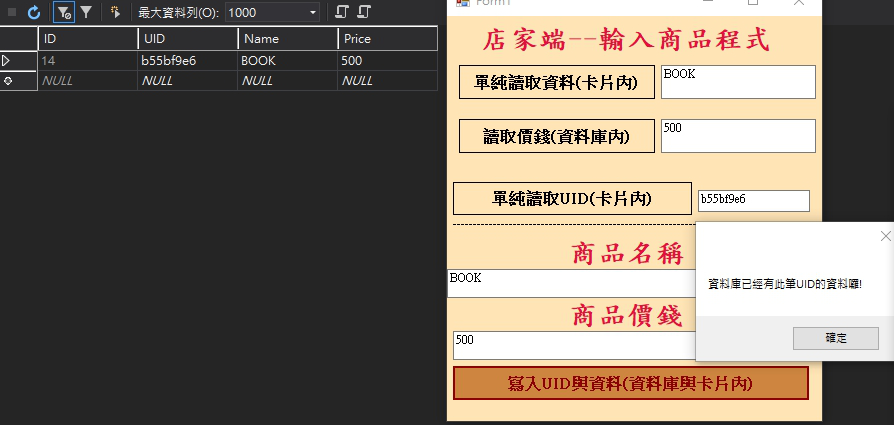 最大資料列(O): 1000
ID UID Name Price
14 b55bf9e6 BOOK 500
NULL NULL NULL NULL
Form1
店家端--輸入商品程式
單純讀取資料(卡片內) BOOK
讀取價錢(資料庫內) 500
單純讀取UID(卡片內) b55bf9e6
商品名稱
BOOK
商品價錢
500
寫入UID與資料(資料庫與卡片內)
資料庫已經有此筆UID的資料囉!
確定